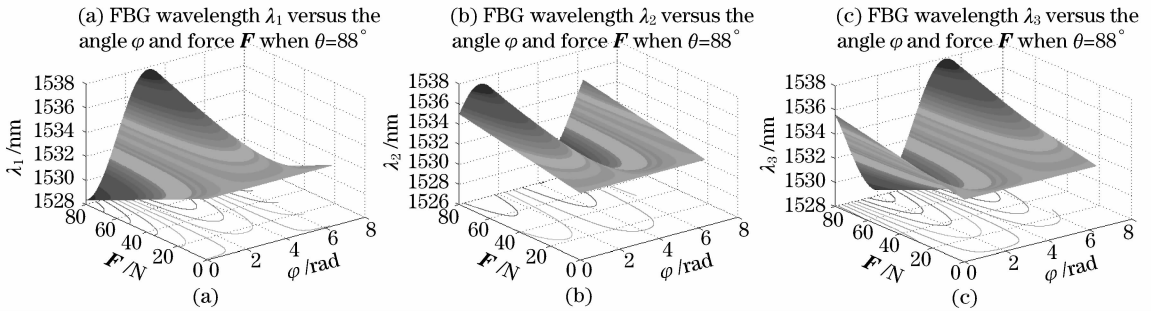 (a) FBG wavelength λ1 versus the
angle φ and force F when θ=88°
1538
1537
1534
1532
1530
1528
λ1 /nm
80
60
40
20
0
F /N
0
2
4
6
8
φ /rad
(a)
(b) FBG wavelength λ2 versus the
angle φ and force F when θ=88°
1538
1536
1534
1532
1530
1528
1526
λ2 /nm
80
60
40
20
0
F /N
0
2
4
6
8
φ /rad
(b)
(c) FBG wavelength λ3 versus the
angle φ and force F when θ=88°
1538
1537
1534
1532
1530
1528
λ3 /nm
80
60
40
20
0
F /N
0
2
4
6
8
φ /rad
(c)